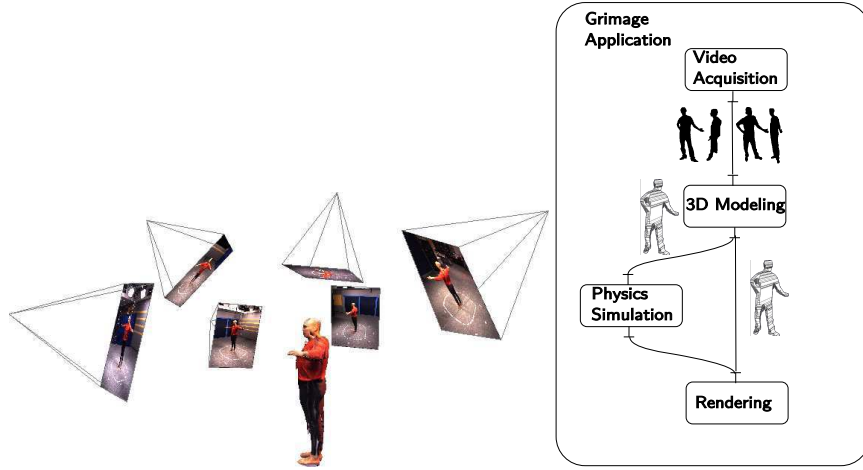 Grimage
Application
Video
Acquisition
3D Modeling
Physics
Simulation
Rendering